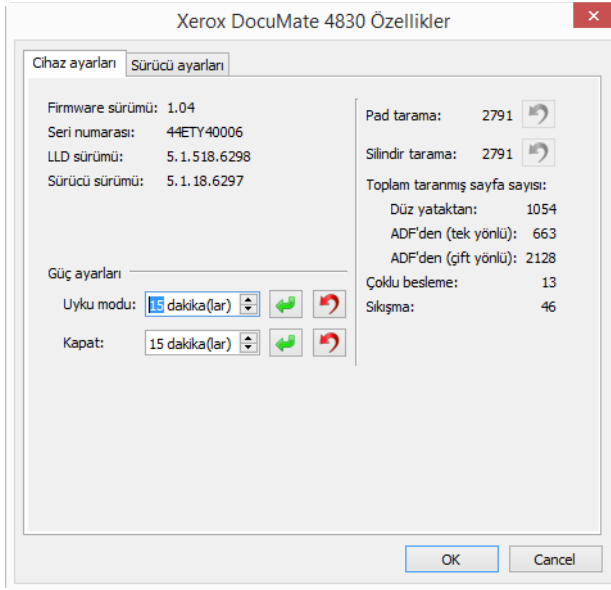 Xerox DocuMate 4830 Özellikler
Cihaz ayarları
Sürücü ayarları
Firmware sürümü: 1.04
Seri numarası: 44ETY40006
LLD sürümü: 5.1.518.6298
Sürücü sürümü: 5.1.18.6297
Güç ayarları
Uyku modu: 15 dakika(lar)
Kapat: 15 dakika(lar)
Pad tarama: 2791
Silindir tarama: 2791
Toplam taranmış sayfa sayısı:
Düz yataktan: 1054
ADF'den (tek yönlü): 663
ADF'den (çift yönlü): 2128
Çoklu besleme: 13
Sıkışma: 46
OK
Cancel